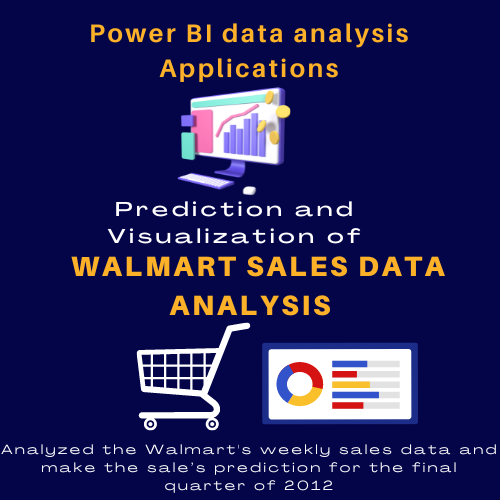 Power BI data analysis
Applications
Prediction and
Visualization of
WALMART SALES DATA
ANALYSIS
Analyzed the Walmart's weekly sales data and
make the sale's prediction for the final
quarter of 2012